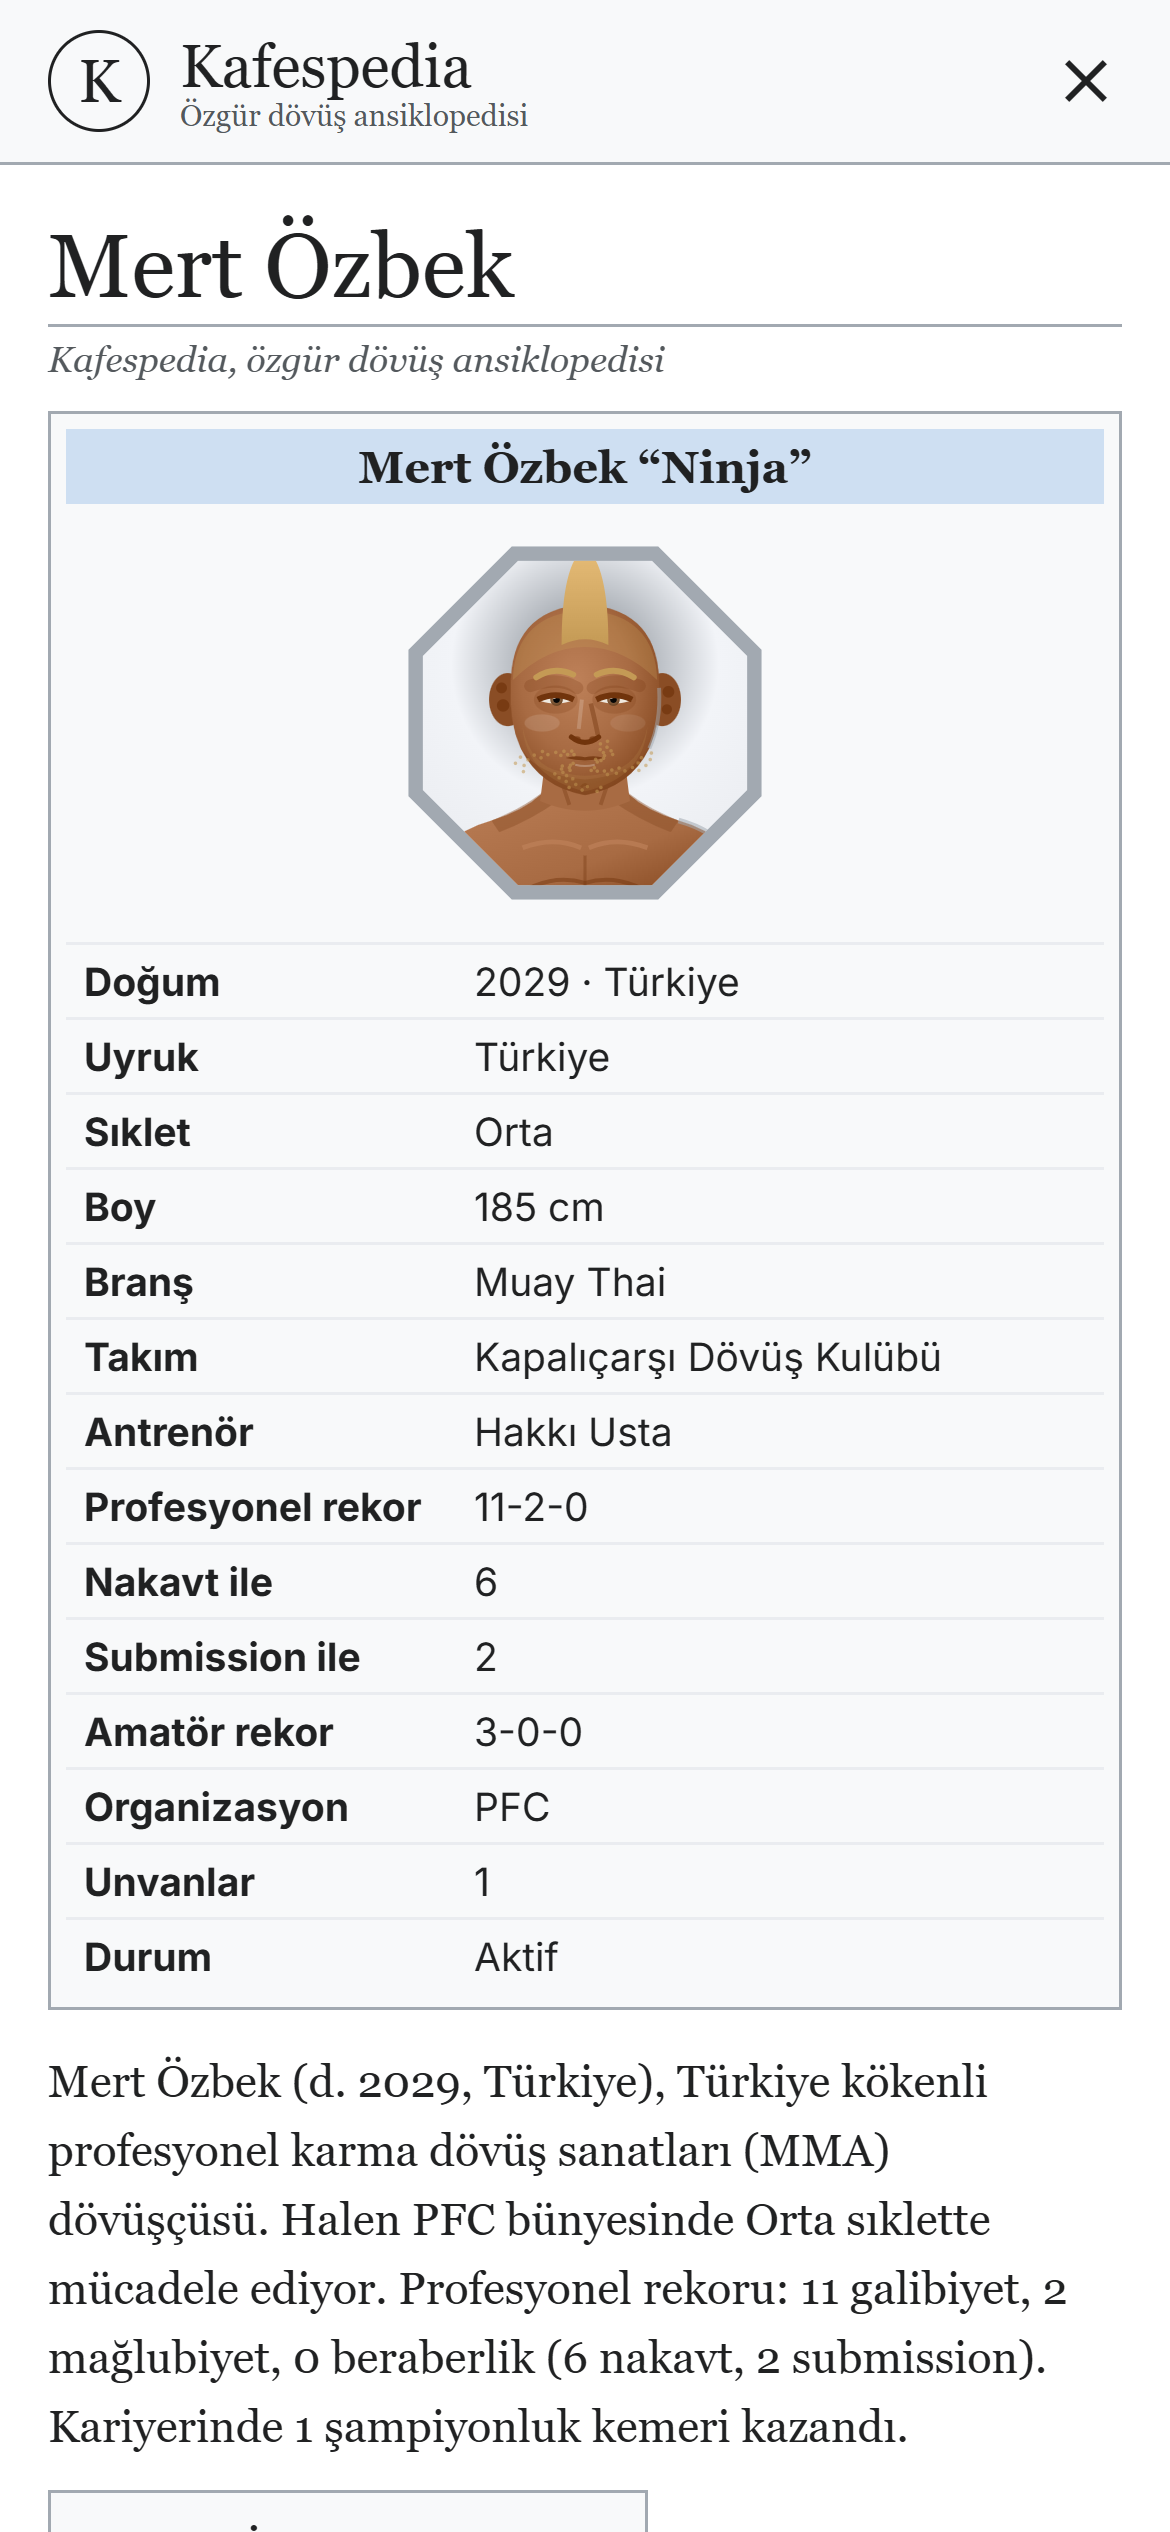 K
Kafespedia
Özgür dövüş ansiklopedisi
Mert Özbek
Kafespedia, özgür dövüş ansiklopedisi
Mert Özbek “Ninja”
Doğum 2029 · Türkiye
Uyruk Türkiye
Sıklet Orta
Boy 185 cm
Branş Muay Thai
Takım Kapalıçarşı Dövüş Kulübü
Antrenör Hakkı Usta
Profesyonel rekor 11-2-0
Nakavt ile 6
Submission ile 2
Amatör rekor 3-0-0
Organizasyon PFC
Unvanlar 1
Durum Aktif
Mert Özbek (d. 2029, Türkiye), Türkiye kökenli
profesyonel karma dövüş sanatları (MMA)
dövüşçüsü. Halen PFC bünyesinde Orta sıklette
mücadele ediyor. Profesyonel rekoru: 11 galibiyet, 2
mağlubiyet, 0 beraberlik (6 nakavt, 2 submission).
Kariyerinde 1 şampiyonluk kemeri kazandı.